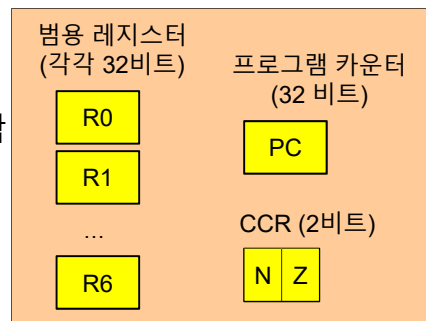 범용 레지스터
(각각 32비트)
R0
R1
...
R6
프로그램 카운터
(32 비트)
PC
CCR (2비트)
N Z